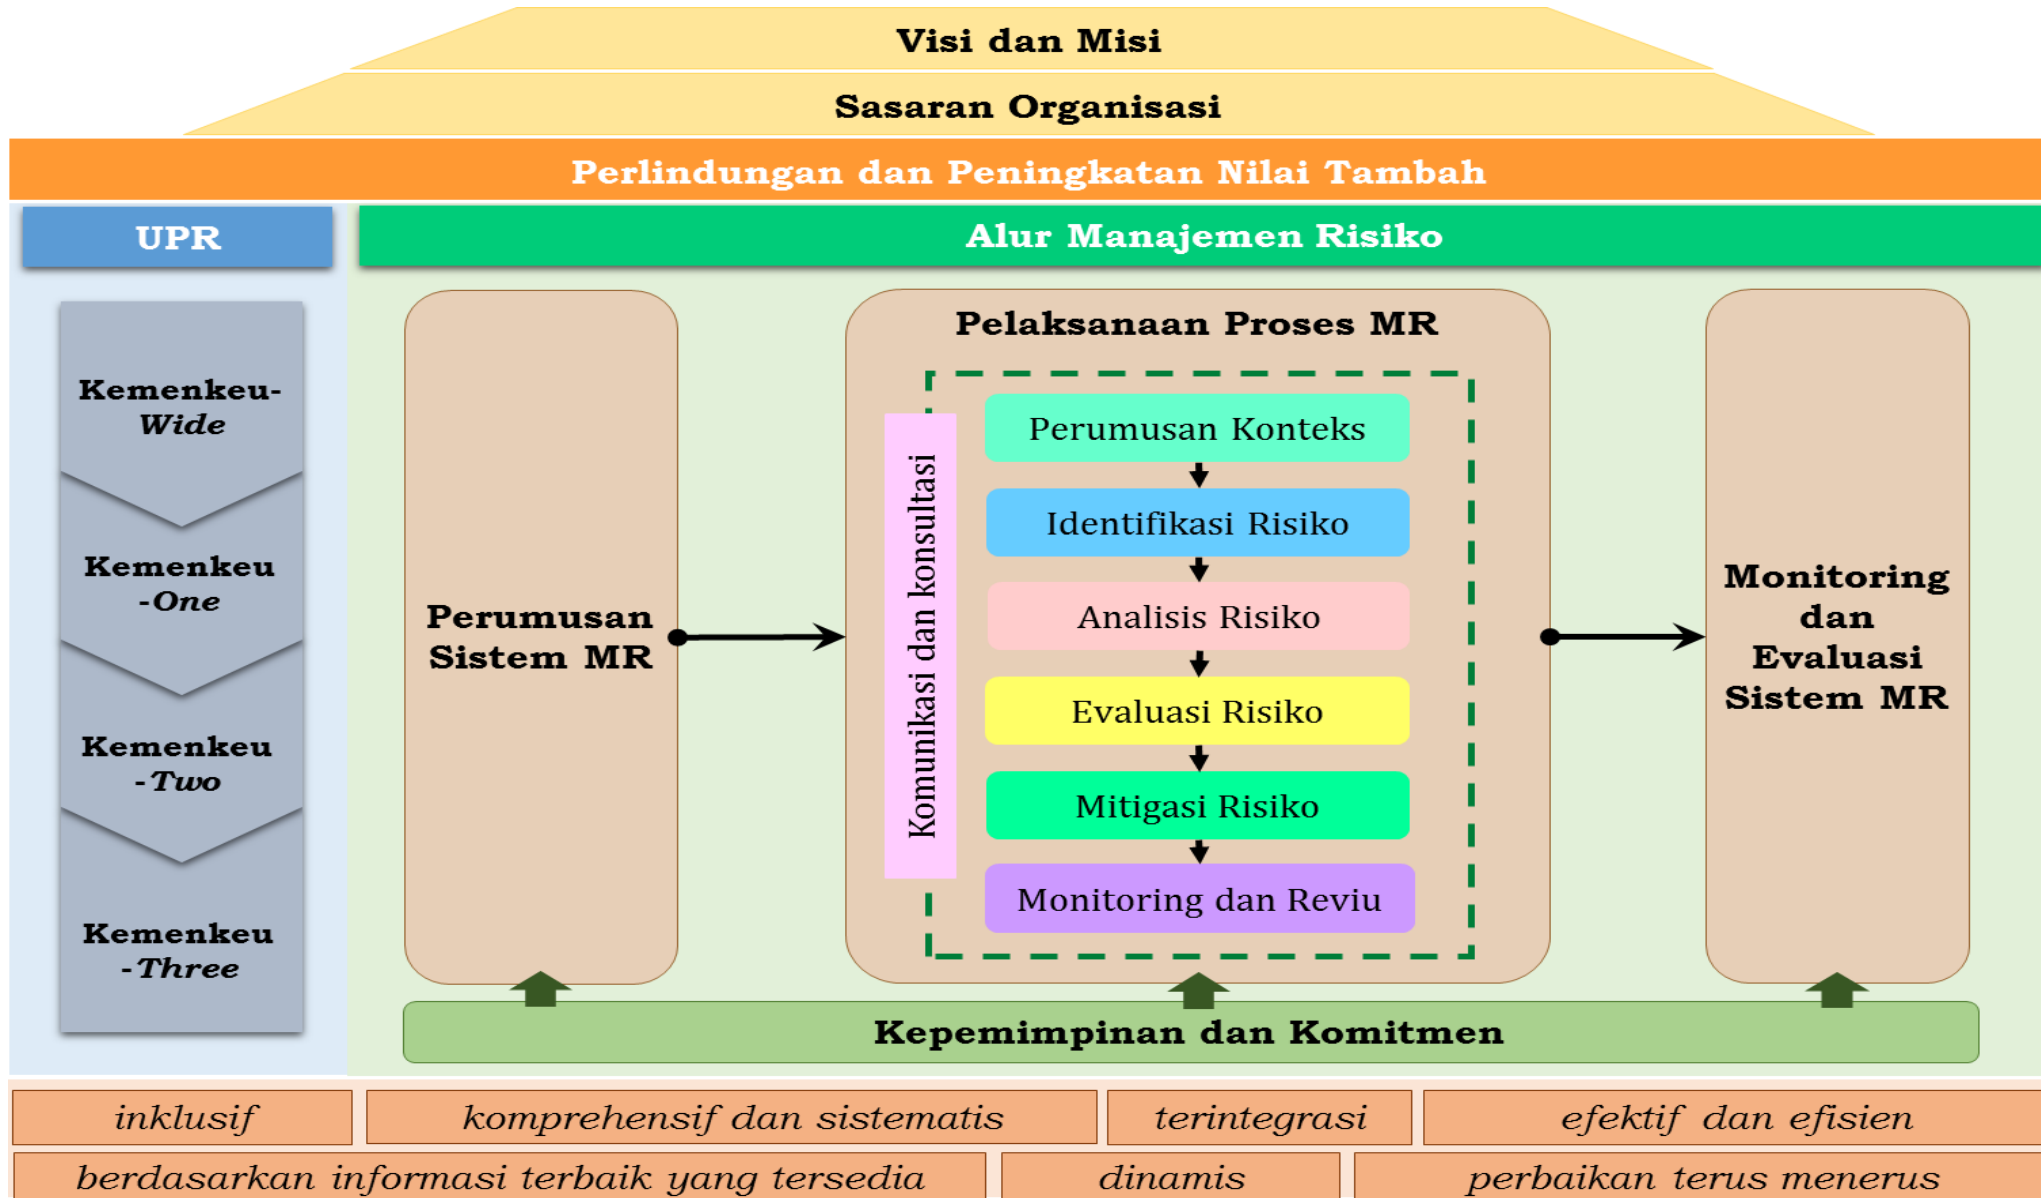 Visi dan Misi
Sasaran Organisasi
Perlindungan dan Peningkatan Nilai Tambah
UPR
Alur Manajemen Risiko
Kemenkeu-
Wide
Kemenkeu
-One
Kemenkeu
-Two
Kemenkeu
-Three
Perumusan
Sistem MR
Pelaksanaan Proses MR
Komunikasi dan konsultasi
Perumusan Konteks
Identifikasi Risiko
Analisis Risiko
Evaluasi Risiko
Mitigasi Risiko
Monitoring dan Reviu
Monitoring
dan
Evaluasi
Sistem MR
Kepemimpinan dan Komitmen
inklusif
komprehensif dan sistematis
terintegrasi
efektif dan efisien
berdasarkan informasi terbaik yang tersedia
dinamis
perbaikan terus menerus